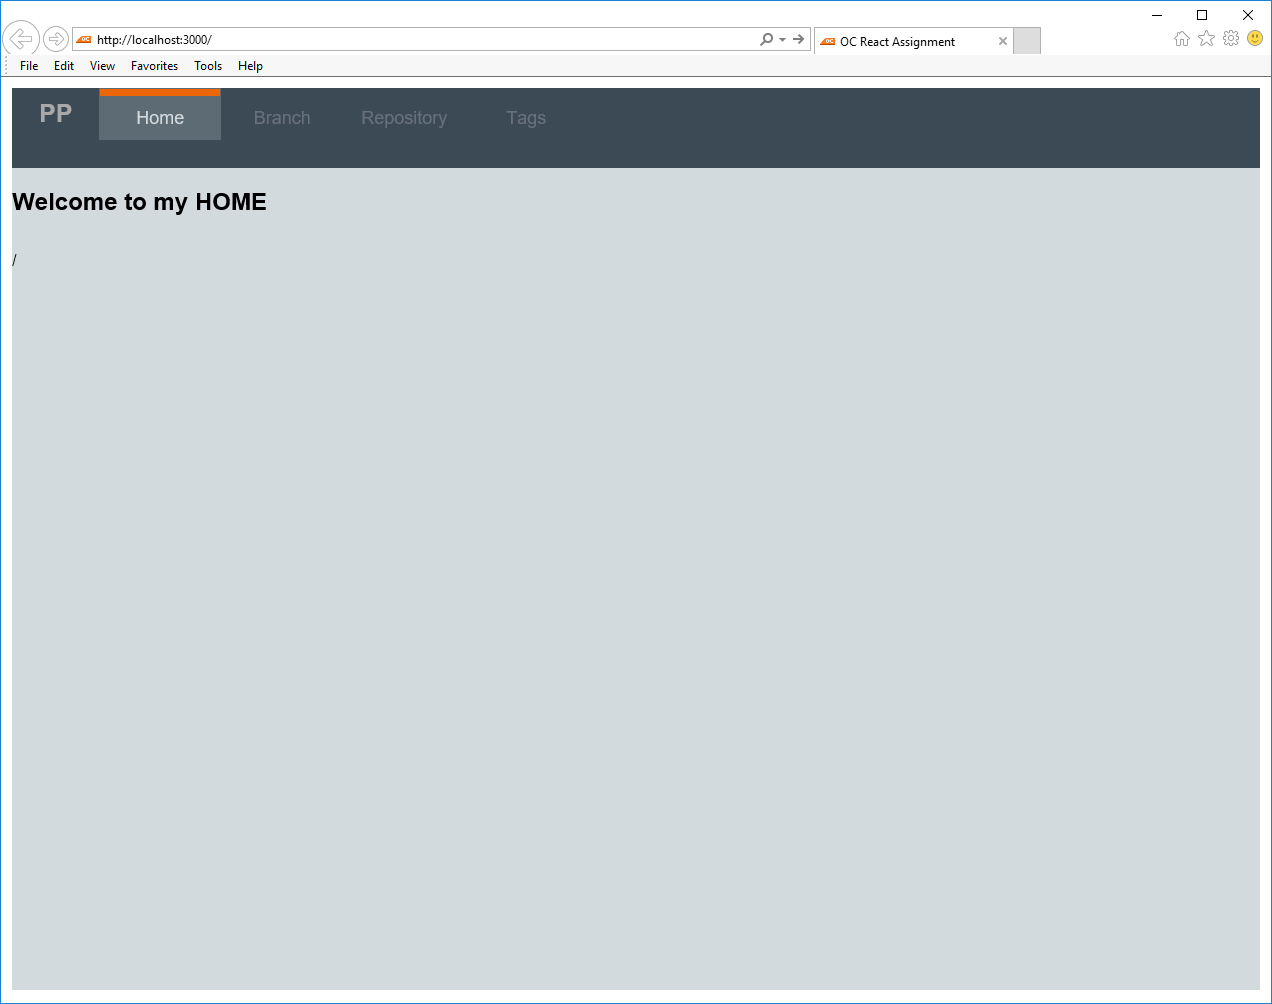 http://localhost:3000/
OC React Assignment
File Edit View Favorites Tools Help
PP Home Branch Repository Tags
Welcome to my HOME
/